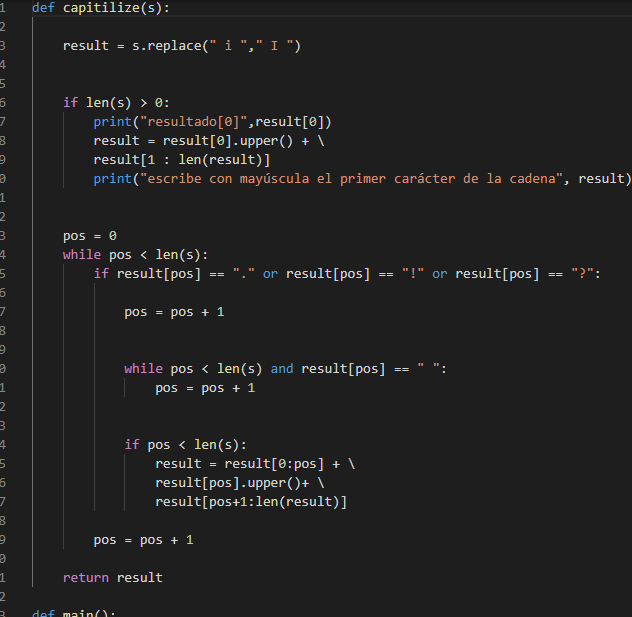 1 def capitilize(s):
2
3 result = s.replace(" i "," I ")
4
5
6 if len(s) > 0:
7 print("resultado[0]",result[0])
8 result = result[0].upper() + \
9 result[1 : len(result)]
0 print("escribe con mayúscula el primer carácter de la cadena", result)
1
2
3 pos = 0
4 while pos < len(s):
5 if result[pos] == "." or result[pos] == "!" or result[pos] == "?":
6
7 pos = pos + 1
8
9
0 while pos < len(s) and result[pos] == " ":
1 pos = pos + 1
2
3
4 if pos < len(s):
5 result = result[0:pos] + \
6 result[pos].upper()+ \
7 result[pos+1:len(result)]
8
9 pos = pos + 1
0
1 return result
2
3 def main():